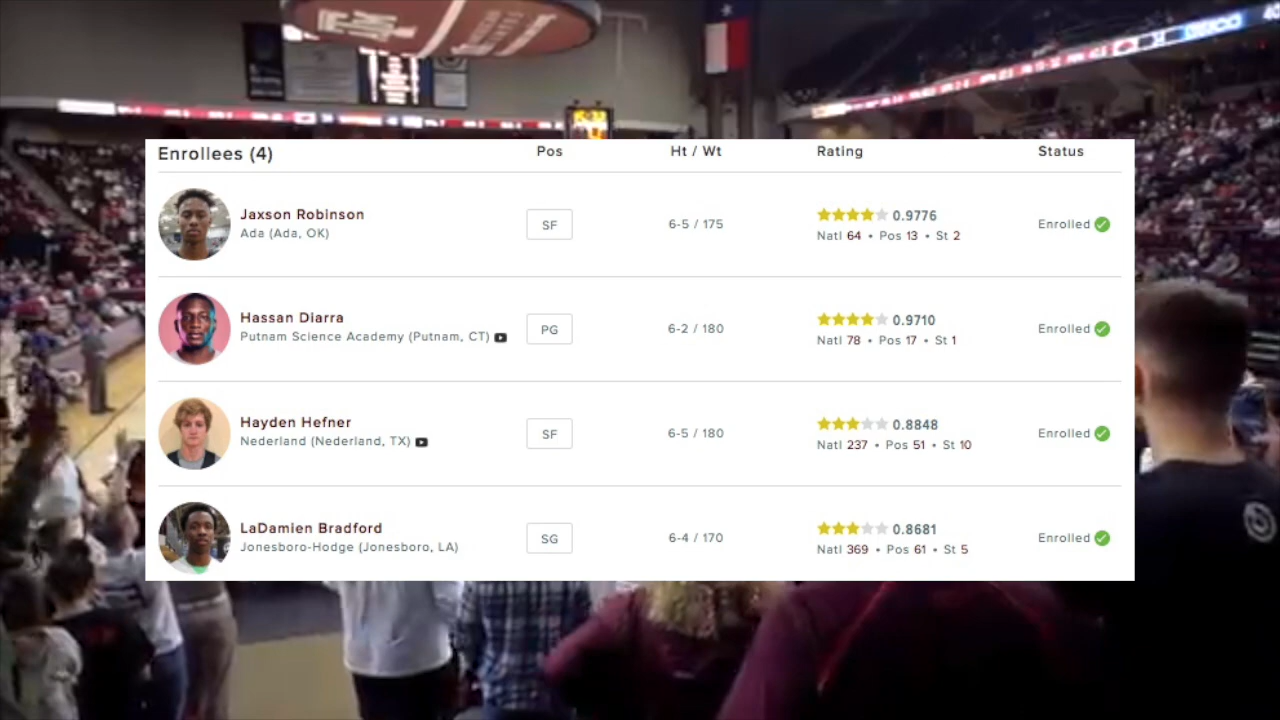 Enrollees (4) Pos Ht / Wt Rating Status
Jaxson Robinson
Ada (Ada, OK)
SF
6-5 / 175
0.9776
Natl 64 • Pos 13 • St 2
Enrolled
Hassan Diarra
Putnam Science Academy (Putnam, CT)
PG
6-2 / 180
0.9710
Natl 78 • Pos 17 • St 1
Enrolled
Hayden Hefner
Nederland (Nederland, TX)
SF
6-5 / 180
0.8848
Natl 237 • Pos 51 • St 10
Enrolled
LaDamien Bradford
Jonesboro-Hodge (Jonesboro, LA)
SG
6-4 / 170
0.8681
Natl 369 • Pos 61 • St 5
Enrolled